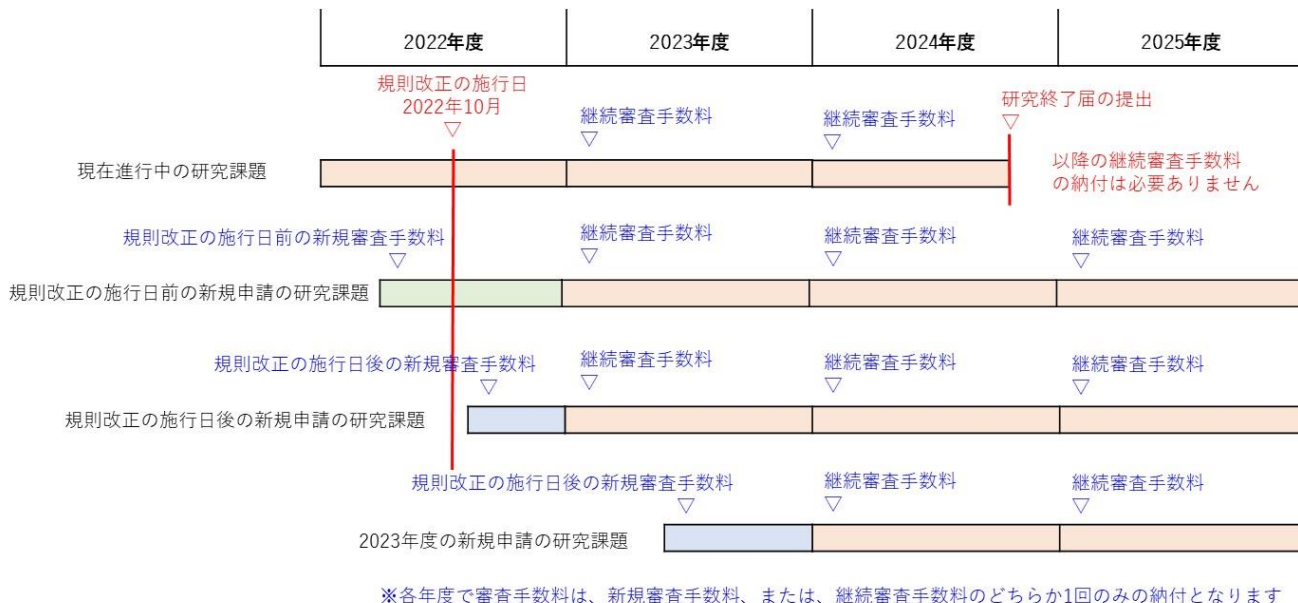 2022年度 2023年度 2024年度 2025年度
規則改正の施行日
2022年10月
継続審査手数料 継続審査手数料
研究終了届の提出
現在進行中の研究課題
以降の継続審査手数料
の納付は必要ありません
規則改正の施行日前の新規審査手数料 継続審査手数料 継続審査手数料 継続審査手数料
規則改正の施行日前の新規申請の研究課題
規則改正の施行日後の新規審査手数料 継続審査手数料 継続審査手数料 継続審査手数料
規則改正の施行日後の新規申請の研究課題
規則改正の施行日後の新規審査手数料 継続審査手数料 継続審査手数料
2023年度の新規申請の研究課題
※各年度で審査手数料は、新規審査手数料、または、継続審査手数料のどちらか1回のみの納付となります